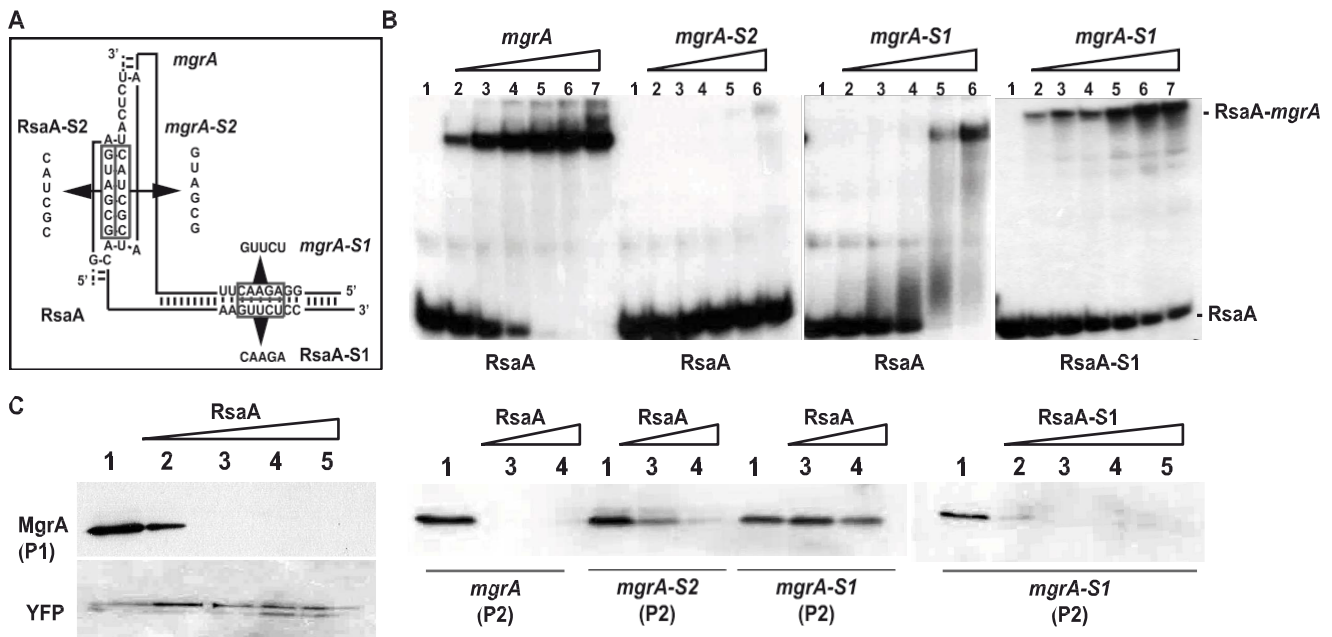 A
3'
mgrA
U-A
C
U
C
A
U
RsaA-S2
mgrA-S2
C A U C G C
A G U A G C G A
U C A U C G C U
G U A G C G
A
G C
5'
GUUCU mgrA-S1
UUCAAGAGG 5'
AAGUUCUCC 3'
RsaA
CAAGA RsaA-S1
B
mgrA mgrA-S2 mgrA-S1 mgrA-S1
1 2 3 4 5 6 7 1 2 3 4 5 6 1 2 3 4 5 6 1 2 3 4 5 6 7
- RsaA-mgrA
- RsaA
RsaA RsaA RsaA RsaA-S1
C
RsaA RsaA RsaA RsaA RsaA-S1
1 2 3 4 5 1 3 4 1 3 4 1 3 4 1 2 3 4 5
MgrA
(P1)
YFP
mgrA mgrA-S2 mgrA-S1 mgrA-S1
(P2) (P2) (P2) (P2)